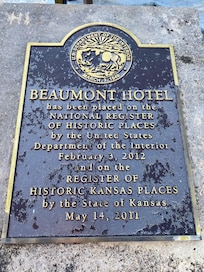 BEAUMONT HOTEL
has been placed on the
NATIONAL REGISTER
OF HISTORIC PLACES
by the United States
Department of the Interior
February 3, 2012
and on the
REGISTER OF
HISTORIC KANSAS PLACES
by the State of Kansas
May 14, 2011